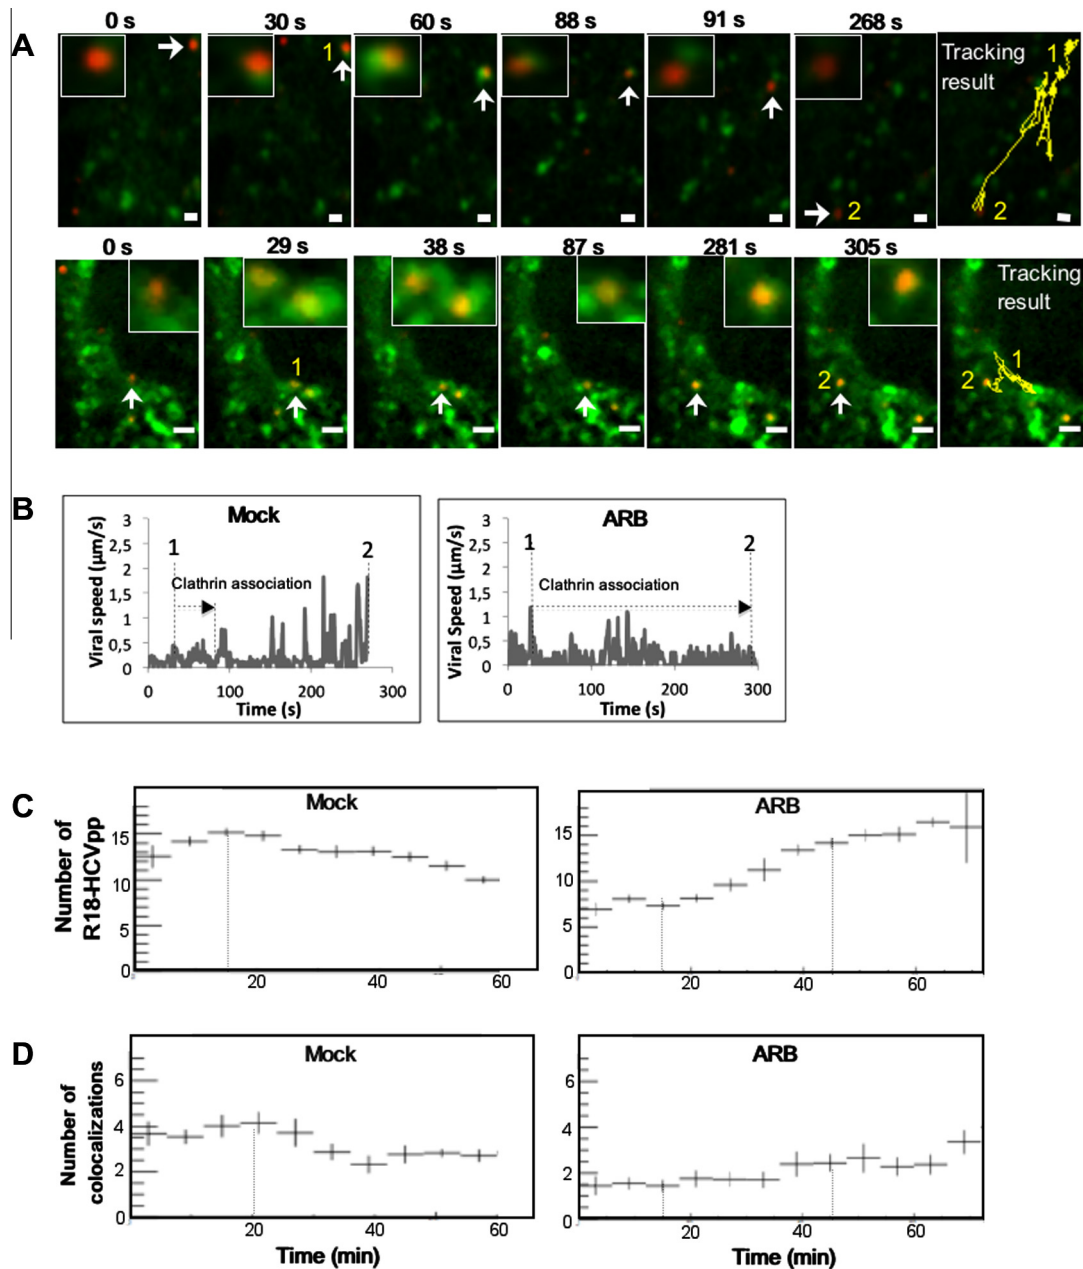 A
0 s 30 s 60 s 88 s 91 s 268 s
1
2
Tracking
result
1
2
0 s 29 s 38 s 87 s 281 s 305 s
1
2
Tracking
result
1
2
B
Mock
Viral speed (µm/s)
3
2,5
2
1,5
1
0,5
0
1
2
Clathrin association
0 100 200 300
Time (s)
ARB
Viral Speed (µm/s)
3
2,5
2
1,5
1
0,5
0
1
2
Clathrin association
0 100 200 300
Time (s)
C
Number of
R18-HCVpp
Mock
15
10
5
0
20 40 60
ARB
15
10
5
0
20 40 60
D
Number of
colocalizations
Mock
6
4
2
0
20 40 60
Time (min)
ARB
6
4
2
0
20 40 60
Time (min)